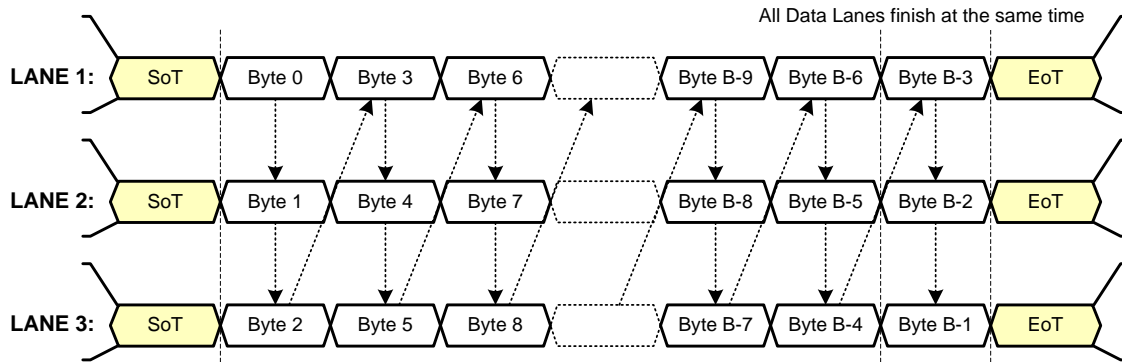 All Data Lanes finish at the same time
LANE 1: SoT Byte 0 Byte 3 Byte 6 Byte B-9 Byte B-6 Byte B-3 EoT
LANE 2: SoT Byte 1 Byte 4 Byte 7 Byte B-8 Byte B-5 Byte B-2 EoT
LANE 3: SoT Byte 2 Byte 5 Byte 8 Byte B-7 Byte B-4 Byte B-1 EoT